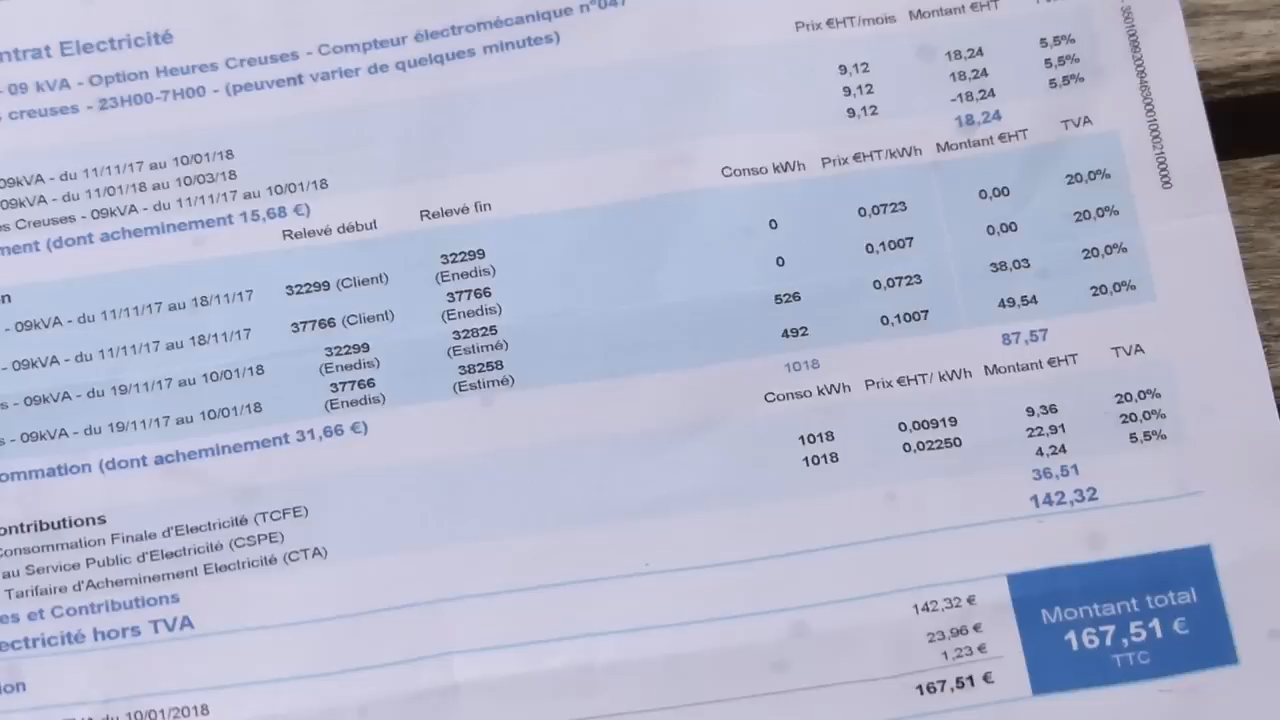 ntrat Electricité
- 09 kVA - Option Heures Creuses - Compteur électromécanique n°047
creuses - 23H00-7H00 - (peuvent varier de quelques minutes)
Prix €HT/mois Montant €HT
09kVA - du 11/11/17 au 10/01/18 9,12 18,24 5,5%
09kVA - du 11/01/18 au 10/03/18 9,12 18,24 5,5%
s Creuses - 09kVA - du 11/11/17 au 10/01/18 9,12 -18,24 5,5%
ment (dont acheminement 15,68 €) 18,24
Relevé début Relevé fin Conso kWh Prix €HT/kWh Montant €HT TVA
n
- 09kVA - du 11/11/17 au 18/11/17 32299 (Client) 32299 (Enedis) 0 0,0723 0,00 20,0%
- 09kVA - du 11/11/17 au 18/11/17 37766 (Client) 37766 (Enedis) 0 0,1007 0,00 20,0%
s - 09kVA - du 19/11/17 au 10/01/18 32299 (Enedis) 32825 (Estimé) 526 0,0723 38,03 20,0%
s - 09kVA - du 19/11/17 au 10/01/18 37766 (Enedis) 38258 (Estimé) 492 0,1007 49,54 20,0%
ommation (dont acheminement 31,66 €) 1018 87,57
Conso kWh Prix €HT/ kWh Montant €HT TVA
ontributions
Consommation Finale d'Electricité (TCFE) 1018 0,00919 9,36 20,0%
au Service Public d'Electricité (CSPE) 1018 0,02250 22,91 20,0%
Tarifaire d'Acheminement Electricité (CTA) 4,24 5,5%
es et Contributions 36,51
ectricité hors TVA 142,32
142,32 €
ion 23,96 €
1,23 €
du 10/01/2018 167,51 €
Montant total
167,51 €
TTC